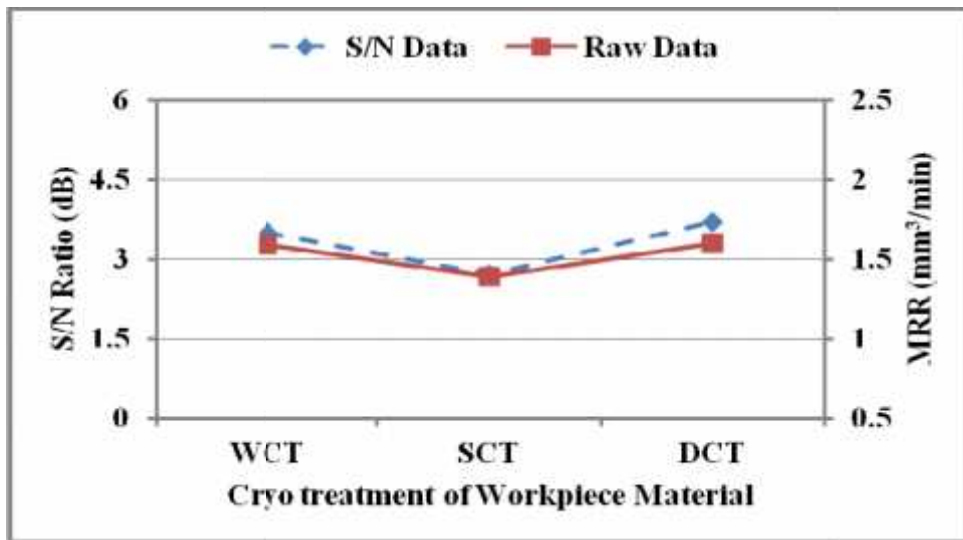 S/N Data Raw Data
6 2.5
4.5 2
3 1.5
1.5 1
0 0.5
S/N Ratio (dB)
MRR (mm³/min)
WCT SCT DCT
Cryo treatment of Workpiece Material